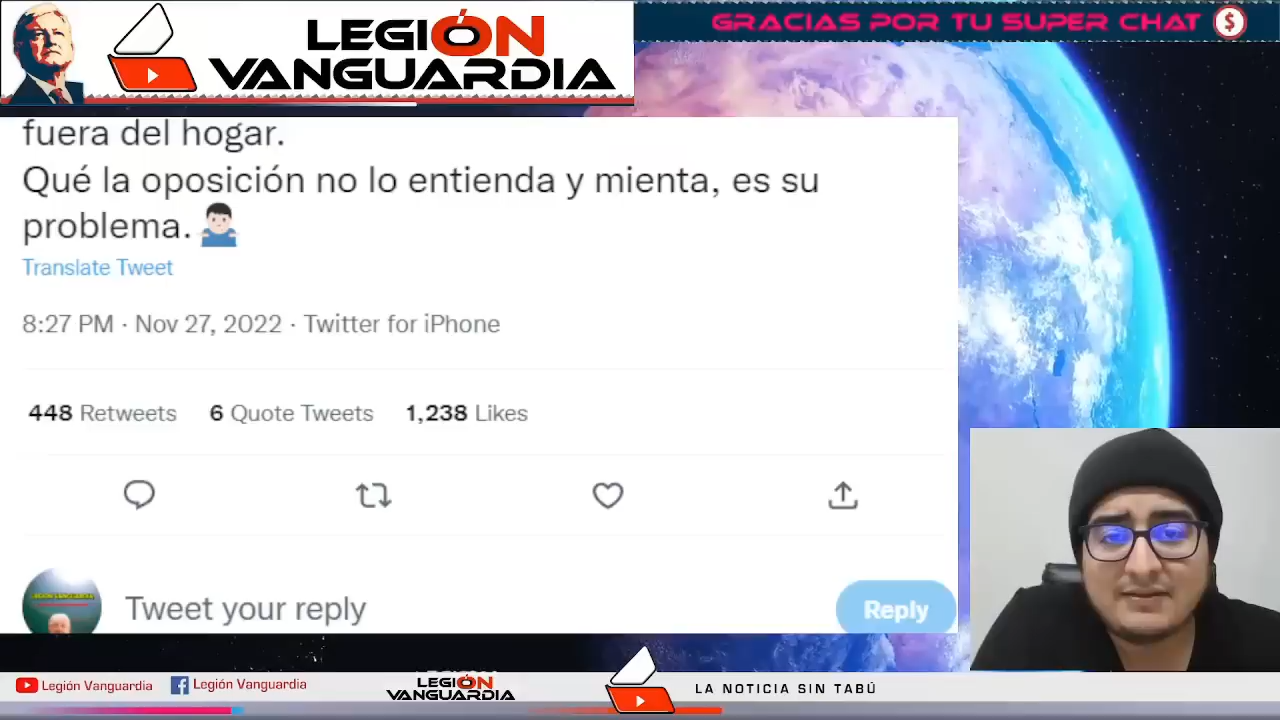 LEGIÓN
VANGUARDIA
GRACIAS POR TU SUPER CHAT
$
fuera del hogar.
Qué la oposición no lo entienda y mienta, es su
problema.
Translate Tweet
8:27 PM · Nov 27, 2022 · Twitter for iPhone
448 Retweets 6 Quote Tweets 1,238 Likes
Tweet your reply
Reply
Legión Vanguardia
Legión Vanguardia
LEGIÓN
VANGUARDIA
LA NOTICIA SIN TABÚ